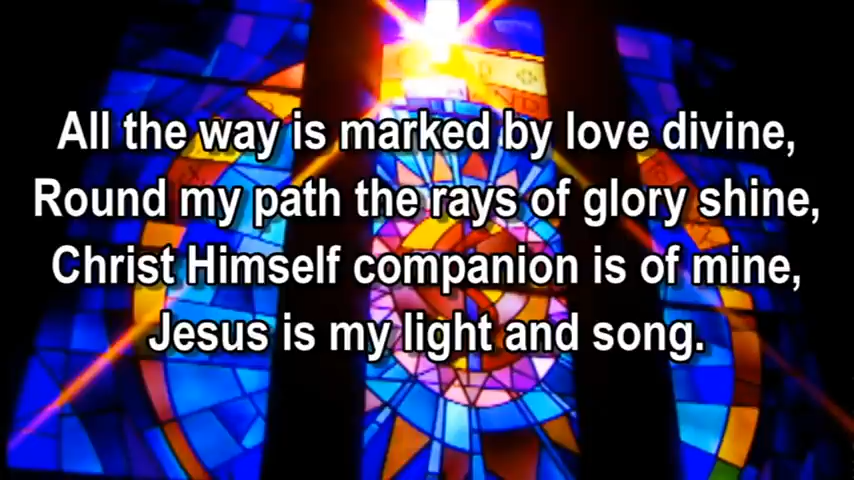 All the way is marked by love divine,
Round my path the rays of glory shine,
Christ Himself companion is of mine,
Jesus is my light and song.